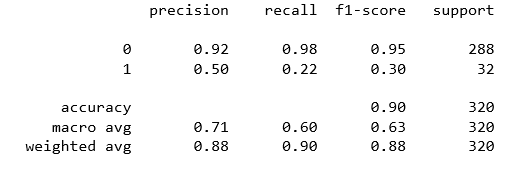 precision recall f1-score support
0 0.92 0.98 0.95 288
1 0.50 0.22 0.30 32
accuracy 0.90 320
macro avg 0.71 0.60 0.63 320
weighted avg 0.88 0.90 0.88 320